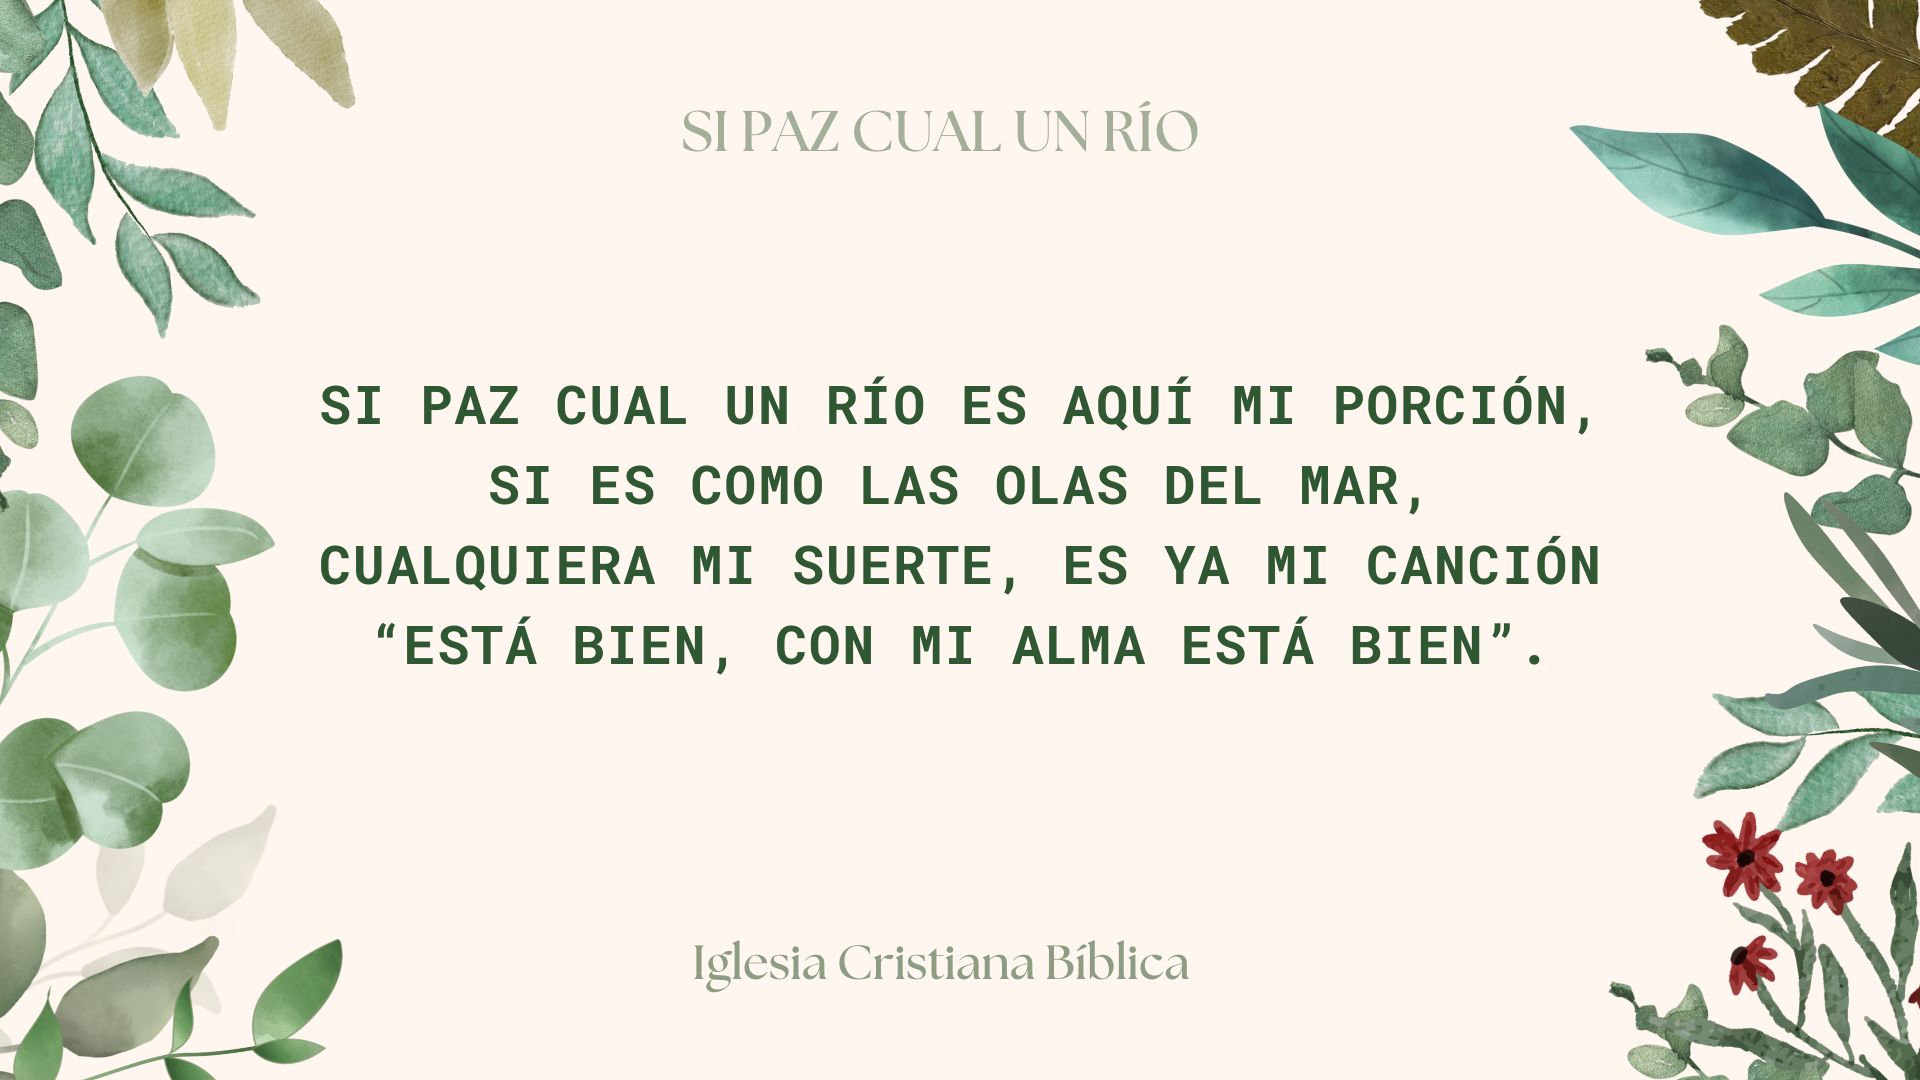 SI PAZ CUAL UN RÍO
SI PAZ CUAL UN RÍO ES AQUÍ MI PORCIÓN,
SI ES COMO LAS OLAS DEL MAR,
CUALQUIERA MI SUERTE, ES YA MI CANCIÓN
“ESTÁ BIEN, CON MI ALMA ESTÁ BIEN”.
Iglesia Cristiana Bíblica